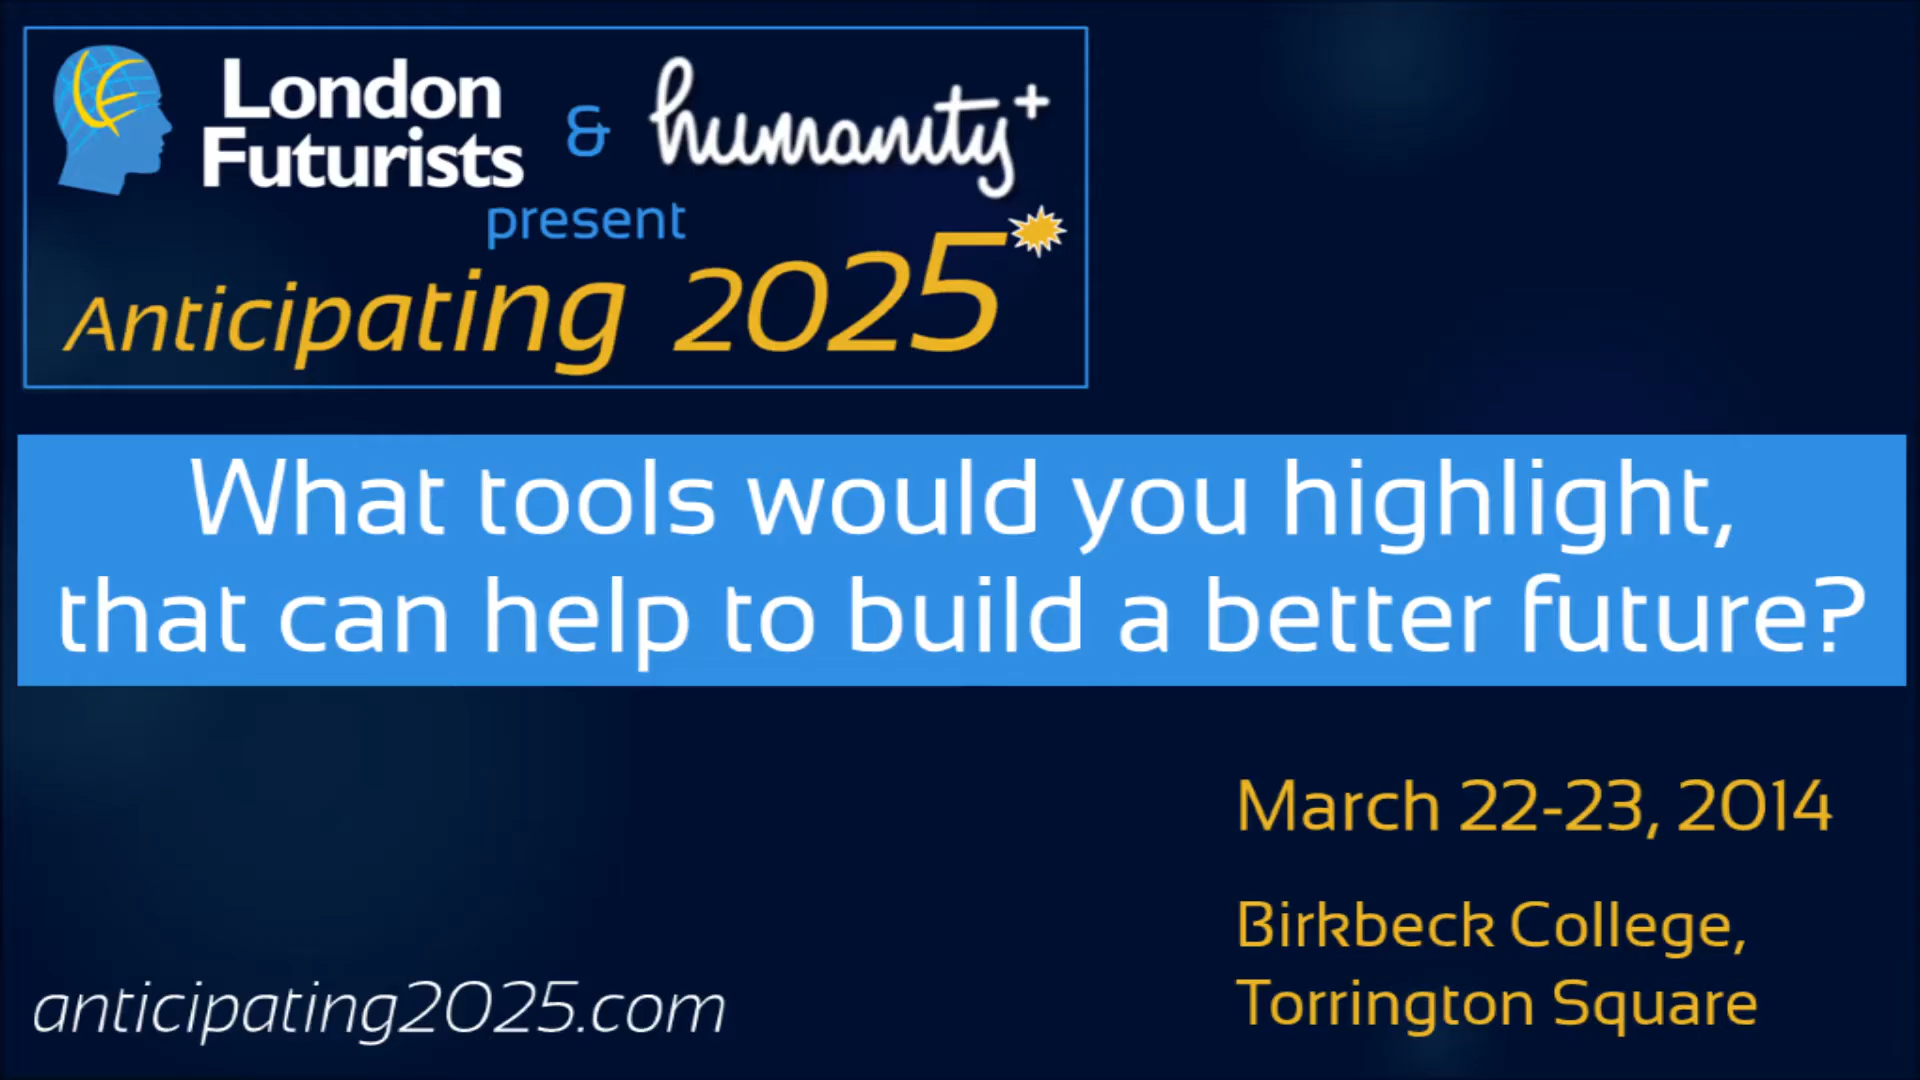 London
Futurists
& humanity+
present
Anticipating 2025
What tools would you highlight,
that can help to build a better future?
March 22-23, 2014
Birkbeck College,
Torrington Square
anticipating2025.com